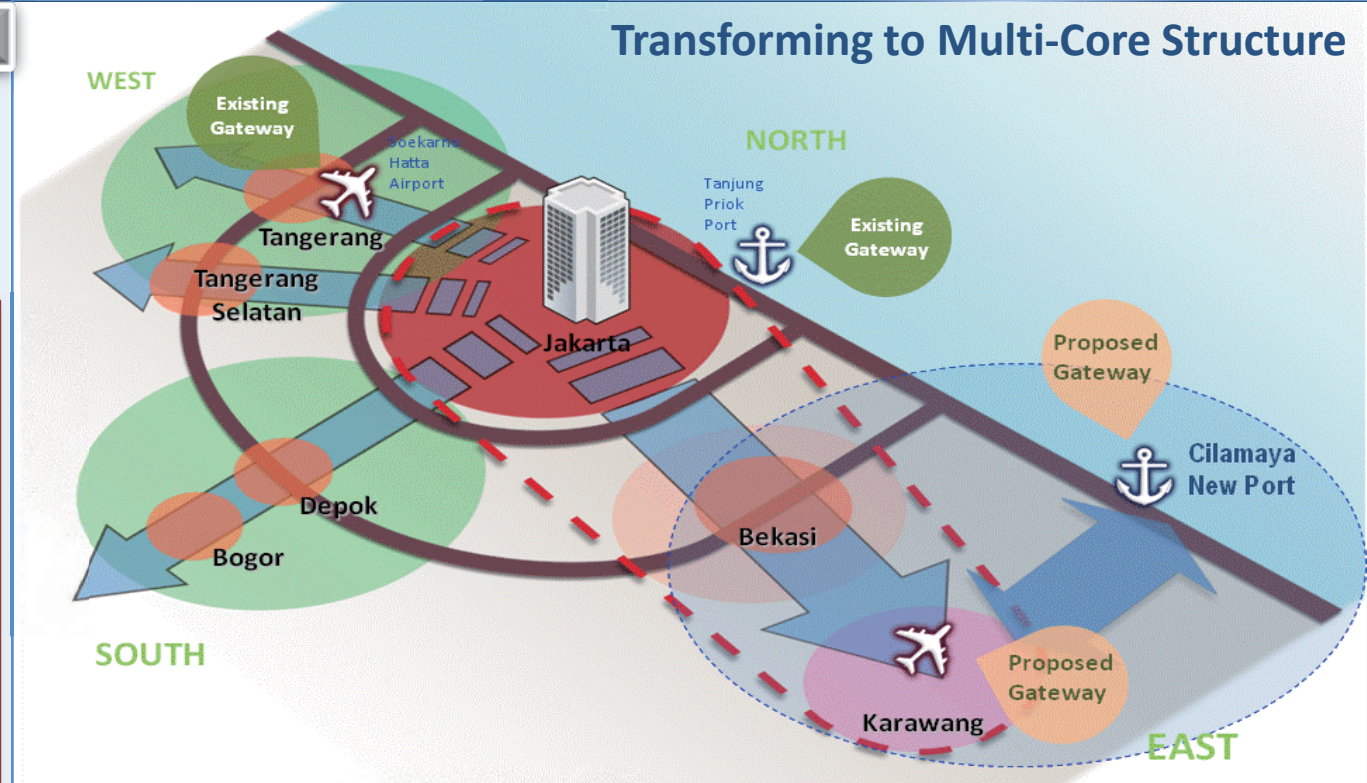 Transforming to Multi-Core Structure
WEST
Existing
Gateway
Soekarno
Hatta
Airport
NORTH
Tanjung
Priok
Port
Existing
Gateway
Tangerang
Tangerang
Selatan
Jakarta
Proposed
Gateway
Cilamaya
New Port
Depok
Bogor
Bekasi
SOUTH
Proposed
Gateway
Karawang
EAST